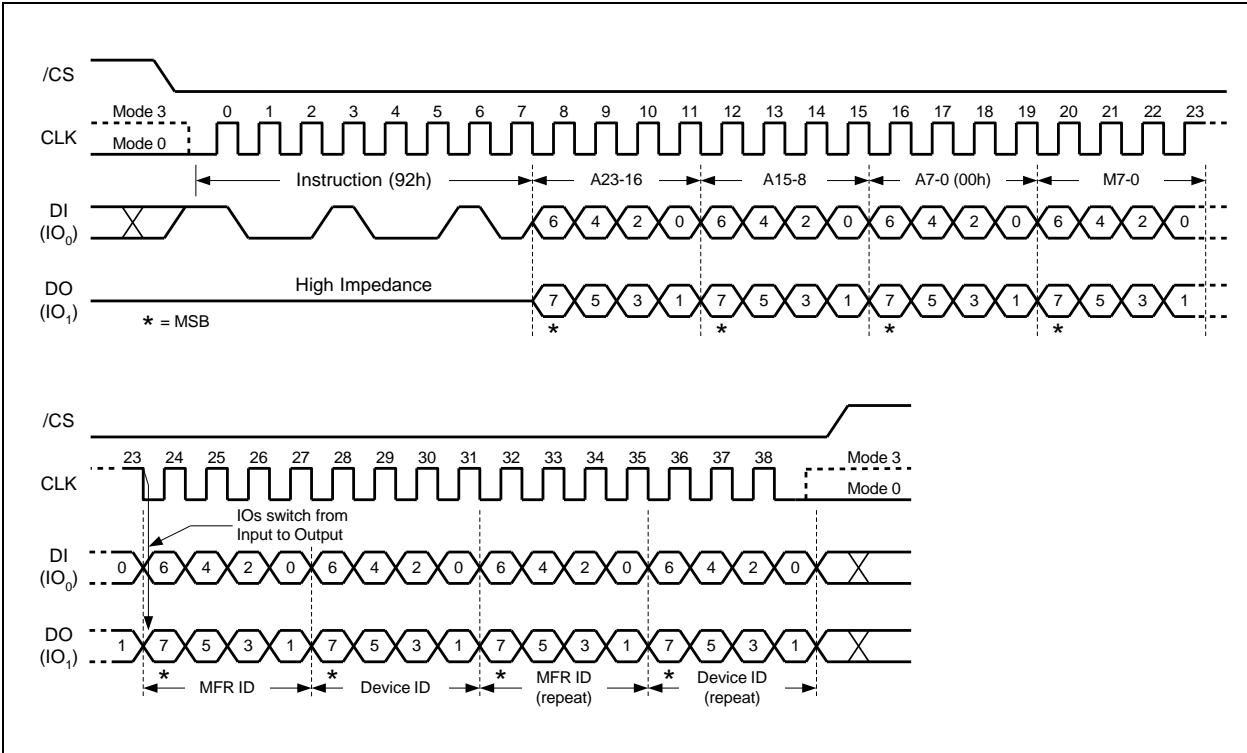 /CS
Mode 3 0 1 2 3 4 5 6 7 8 9 10 11 12 13 14 15 16 17 18 19 20 21 22 23
CLK
Mode 0
Instruction (92h) A23-16 A15-8 A7-0 (00h) M7-0
DI
(IO0)
6 4 2 0 6 4 2 0 6 4 2 0 6 4 2 0
High Impedance
DO
(IO1)
7 5 3 1 7 5 3 1 7 5 3 1 7 5 3 1
* = MSB * * * *
/CS
23 24 25 26 27 28 29 30 31 32 33 34 35 36 37 38 Mode 3
CLK
Mode 0
IOs switch from
Input to Output
DI
(IO0)
0 6 4 2 0 6 4 2 0 6 4 2 0 6 4 2 0
DO
(IO1)
1 7 5 3 1 7 5 3 1 7 5 3 1 7 5 3 1
* * * *
MFR ID Device ID MFR ID
(repeat)
Device ID
(repeat)